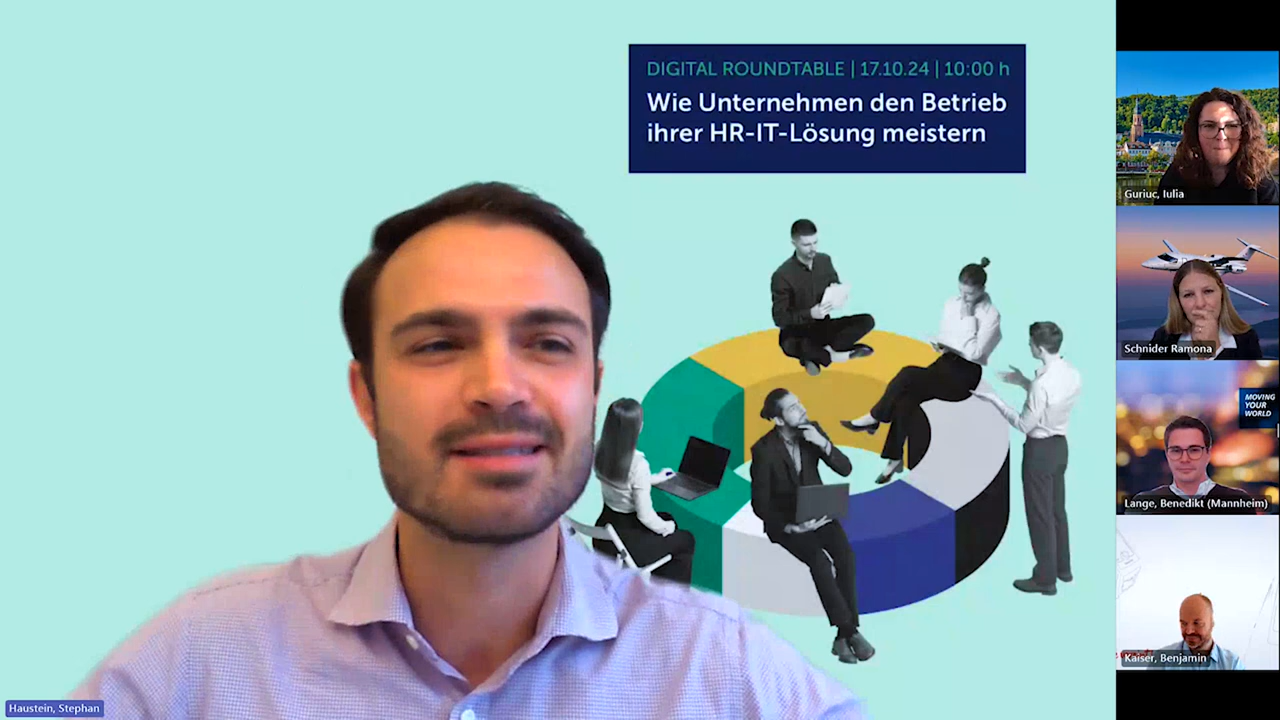 DIGITAL ROUNDTABLE | 17.10.24 | 10:00 h
Wie Unternehmen den Betrieb
ihrer HR-IT-Lösung meistern
Guriuc, Iulia
Schnider Ramona
MOVING
YOUR
WORLD
Lange, Benedikt (Mannheim)
Kaiser, Benjamin
Haustein, Stephan